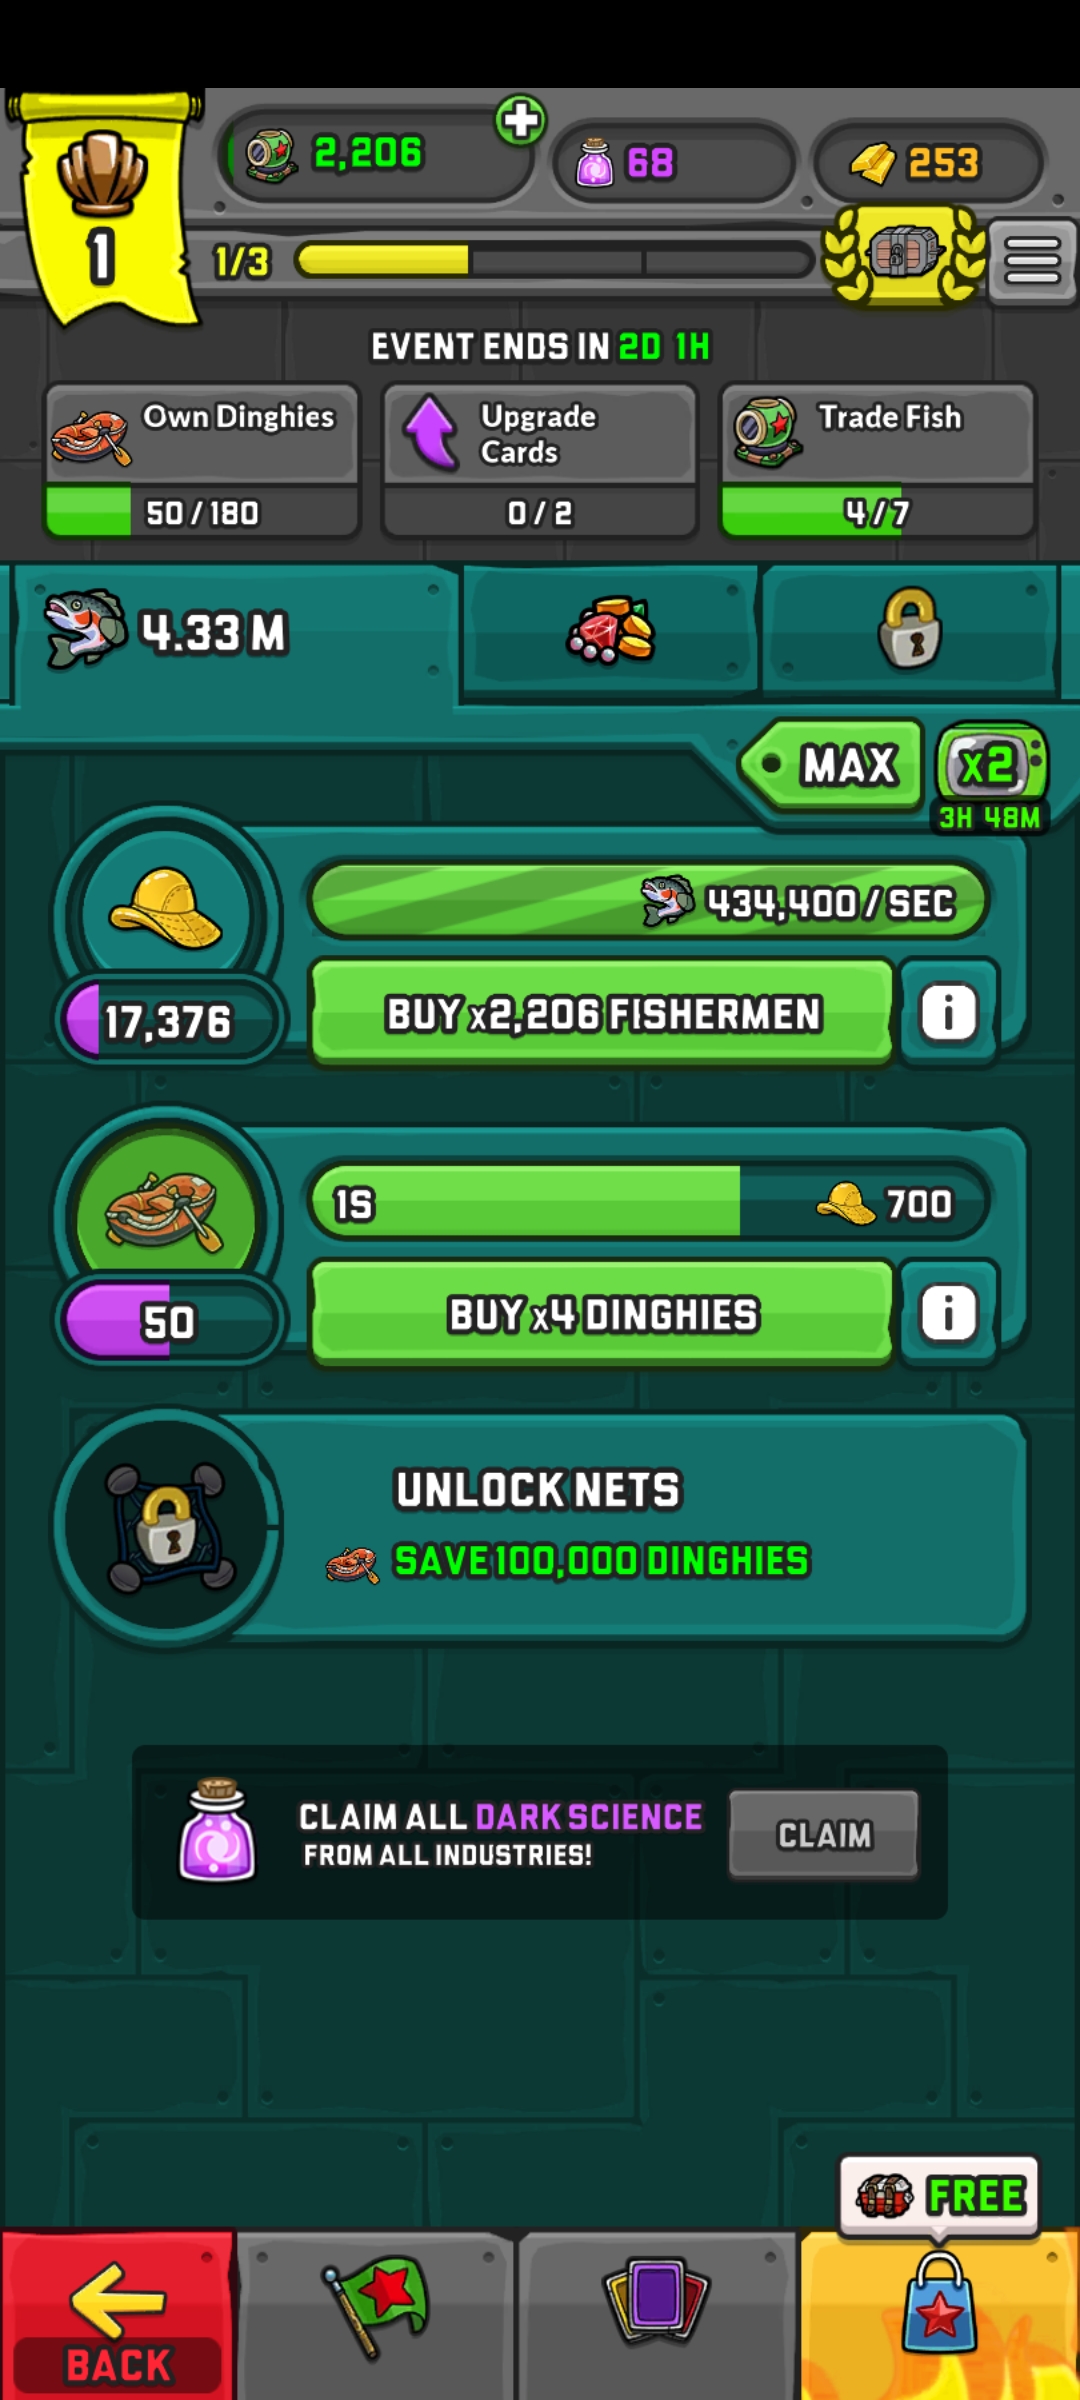 2,206
68
253
1
1/3
EVENT ENDS IN 2D 1H
Own Dinghies
50/180
Upgrade
Cards
0/2
Trade Fish
4/7
4.33 M
MAX
x2
3H 48M
434,400/SEC
17,376
BUY x2,206 FISHERMEN
i
1S
700
50
BUY x4 DINGHIES
i
UNLOCK NETS
SAVE 100,000 DINGHIES
CLAIM ALL DARK SCIENCE
FROM ALL INDUSTRIES!
CLAIM
FREE
BACK